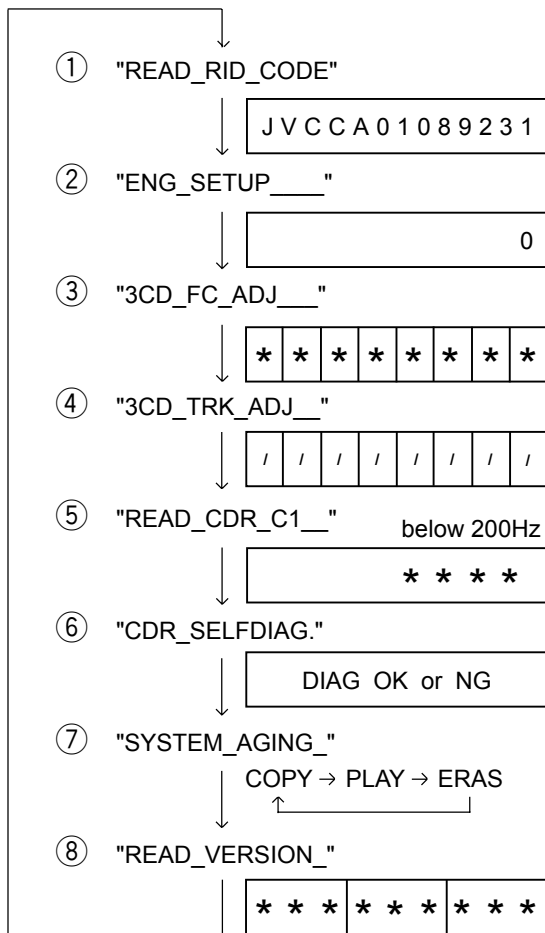 ① "READ_RID_CODE"
J V C C A 0 1 0 8 9 2 3 1
② "ENG_SETUP____"
0
③ "3CD_FC_ADJ___"
* * * * * * * *
④ "3CD_TRK_ADJ__"
/ / / / / / / /
⑤ "READ_CDR_C1__"
below 200Hz
* * * *
⑥ "CDR_SELFDIAG."
DIAG OK or NG
⑦ "SYSTEM_AGING_"
COPY → PLAY → ERAS
⑧ "READ_VERSION_"
* * * * * * * * *